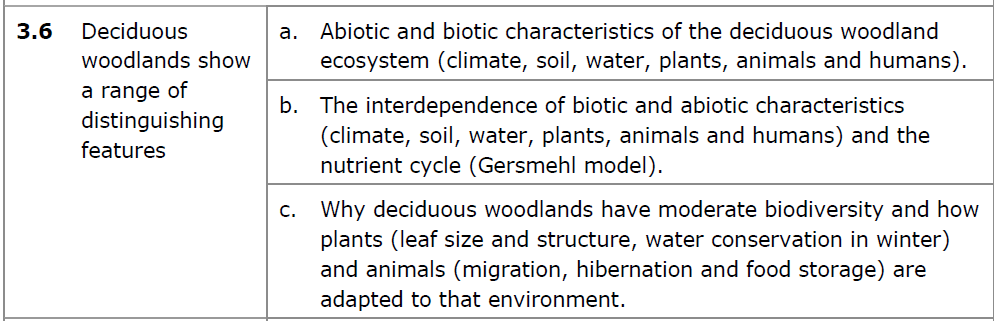 3.6 Deciduous
woodlands show
a range of
distinguishing
features
a. Abiotic and biotic characteristics of the deciduous woodland
ecosystem (climate, soil, water, plants, animals and humans).
b. The interdependence of biotic and abiotic characteristics
(climate, soil, water, plants, animals and humans) and the
nutrient cycle (Gersmehl model).
c. Why deciduous woodlands have moderate biodiversity and how
plants (leaf size and structure, water conservation in winter)
and animals (migration, hibernation and food storage) are
adapted to that environment.